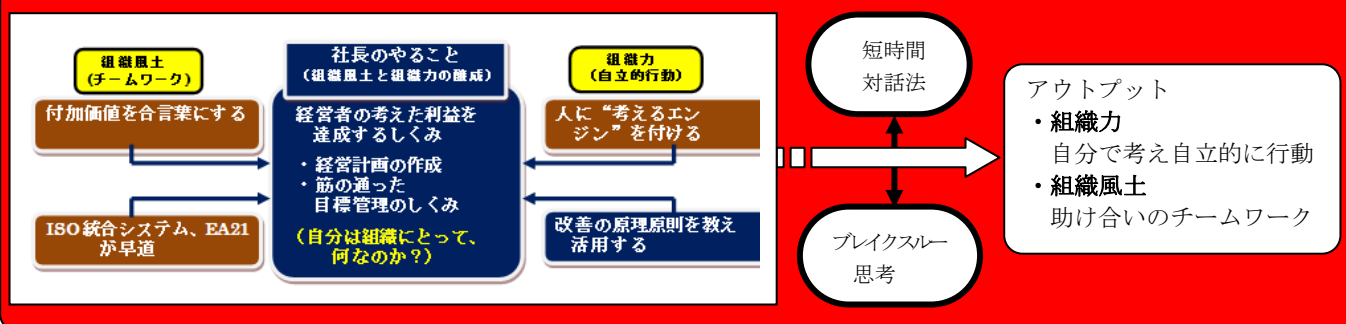 組織風土
(チームワーク)
付加価値を合言葉にする
ISO統合システム、EA21
が早道
社長のやること
(組織風土と組織力の醸成)
経営者の考えた利益を
達成するしくみ
・経営計画の作成
・筋の通った
目標管理のしくみ
(自分は組織にとって、
何なのか?)
組織力
(自立的行動)
人に“考えるエン
ジン”を付ける
改善の原理原則を教え
活用する
短時間
対話法
ブレイクスルー
思考
アウトプット
・組織力
自分で考え自立的に行動
・組織風土
助け合いのチームワーク